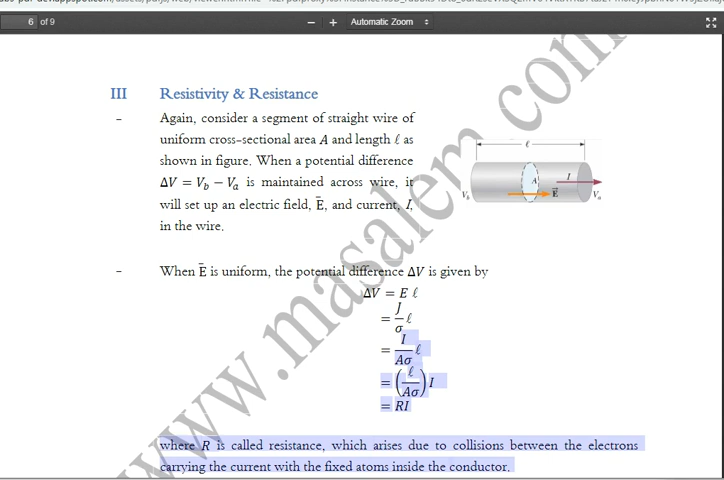 6 of 9
Automatic Zoom
III Resistivity & Resistance
– Again, consider a segment of straight wire of
uniform cross-sectional area A and length ℓ as
shown in figure. When a potential difference
ΔV = V_b − V_a is maintained across wire, it
will set up an electric field, E̅, and current, I,
in the wire.
ℓ
A
I
E⃗
V_b
V_a
– When E̅ is uniform, the potential difference ΔV is given by
ΔV = E ℓ
= J/σ ℓ
= I/Aσ ℓ
= (ℓ/Aσ) I
= RI
where R is called resistance, which arises due to collisions between the electrons
carrying the current with the fixed atoms inside the conductor.
www.masalem.com